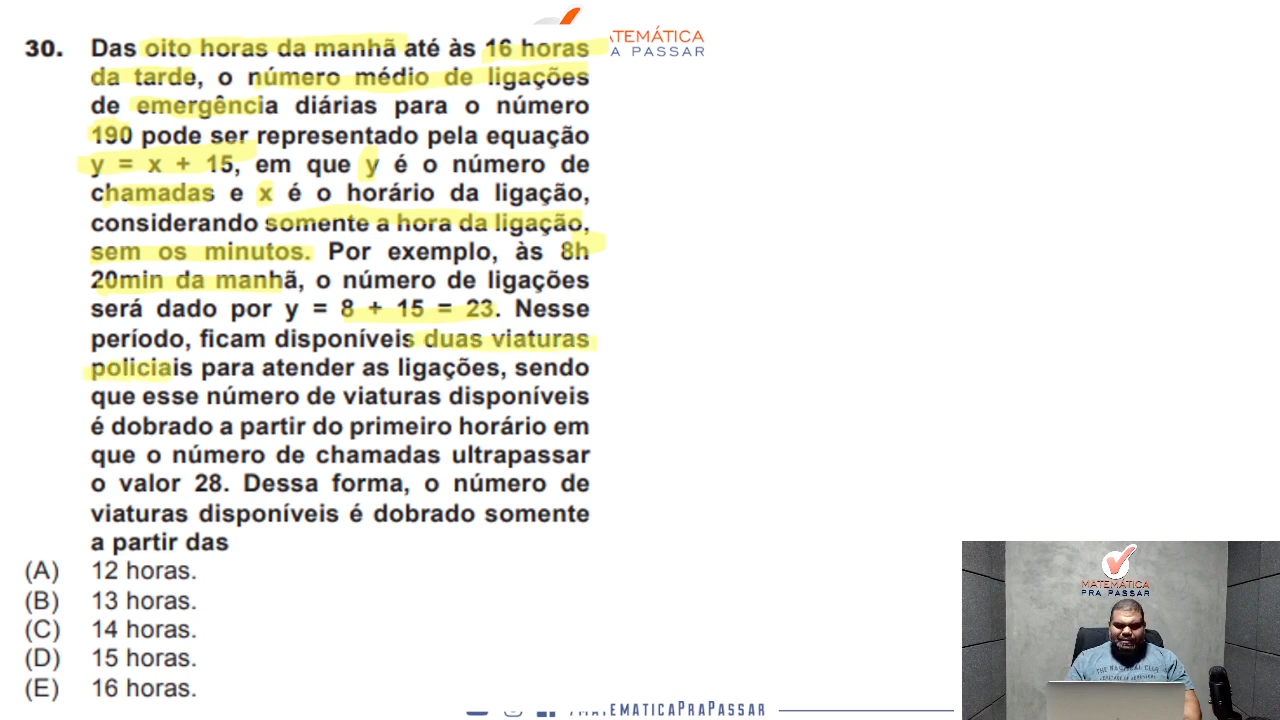 ATEMÁTICA
A PASSAR
30. Das oito horas da manhã até às 16 horas
da tarde, o número médio de ligações
de emergência diárias para o número
190 pode ser representado pela equação
y = x + 15, em que y é o número de
chamadas e x é o horário da ligação,
considerando somente a hora da ligação,
sem os minutos. Por exemplo, às 8h
20min da manhã, o número de ligações
será dado por y = 8 + 15 = 23. Nesse
período, ficam disponíveis duas viaturas
policiais para atender as ligações, sendo
que esse número de viaturas disponíveis
é dobrado a partir do primeiro horário em
que o número de chamadas ultrapassar
o valor 28. Dessa forma, o número de
viaturas disponíveis é dobrado somente
a partir das
(A) 12 horas.
(B) 13 horas.
(C) 14 horas.
(D) 15 horas.
(E) 16 horas.
MATEMÁTICA
PRA PASSAR
/MATEMATICAPRAPASSAR